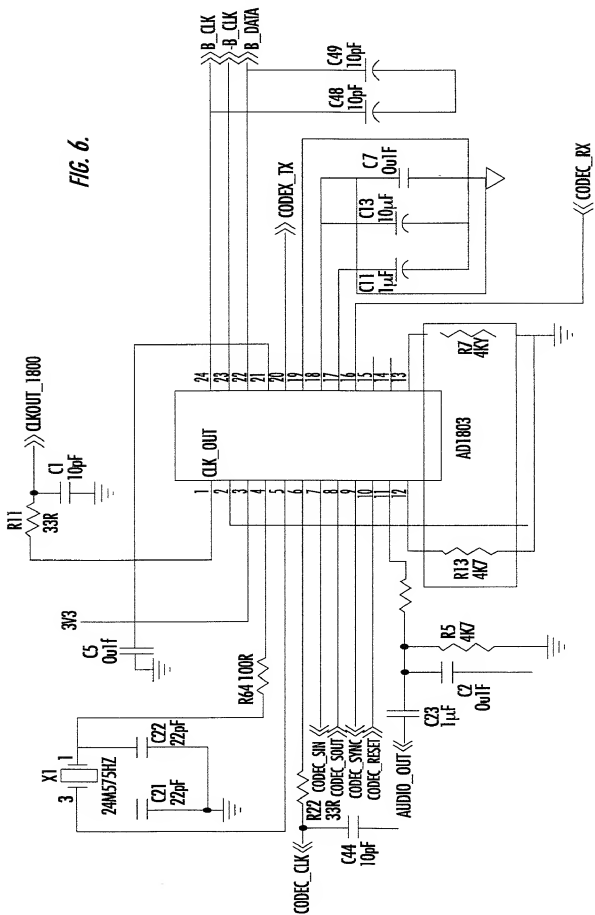 FIG. 6.
B_CLK
-B_CLK
B_DATA
C49
10pF
C48
10pF
CODEX_TX
C7
0u1F
C13
10µF
C11
1µF
CODEC_RX
CLKOUT_1800
C1
10pF
R11
33R
CLK_OUT
AD1803
24
23
22
21
20
19
18
17
16
15
14
13
1
2
3
4
5
6
7
8
9
10
11
12
R7
4KY
R13
4K7
3V3
C5
0u1f
R64 100R
X1
1
3
24M575HZ
C22
22pF
C21
22pF
CODEC_SIN
CODEC_SOUT
CODEC_SYNC
CODEC_RESET
R22
33R
CODEC_CLK
C44
10pF
AUDIO_OUT
C23
1µF
C2
0u1F
R5
4K7